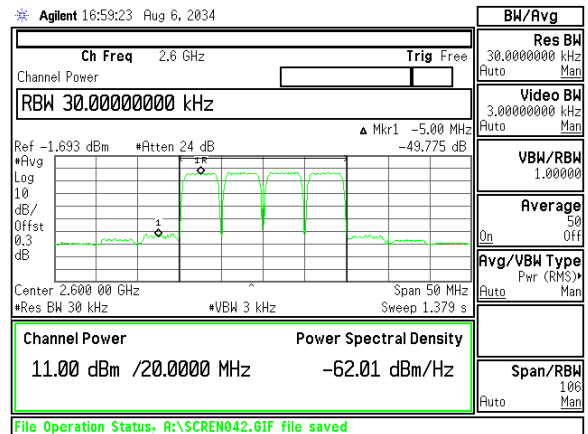 Agilent 16:59:23 Aug 6, 2034
BW/Avg
Ch Freq 2.6 GHz Trig Free
Channel Power
RBW 30.00000000 kHz
Δ Mkr1 -5.00 MHz
Ref -1.693 dBm #Atten 24 dB -49.775 dB
#Avg
Log
10
dB/
Offst
0.3
dB
1R
1
Center 2.600 00 GHz Span 50 MHz
#Res BW 30 kHz #VBW 3 kHz Sweep 1.379 s
Channel Power Power Spectral Density
11.00 dBm /20.0000 MHz -62.01 dBm/Hz
File Operation Status, A:\SCREN042.GIF file saved
Res BW
30.0000000 kHz
Auto Man
Video BW
3.00000000 kHz
Auto Man
VBW/RBW
1.00000
Average
50
On Off
Avg/VBW Type
Pwr (RMS)▸
Auto Man
Span/RBW
106
Auto Man